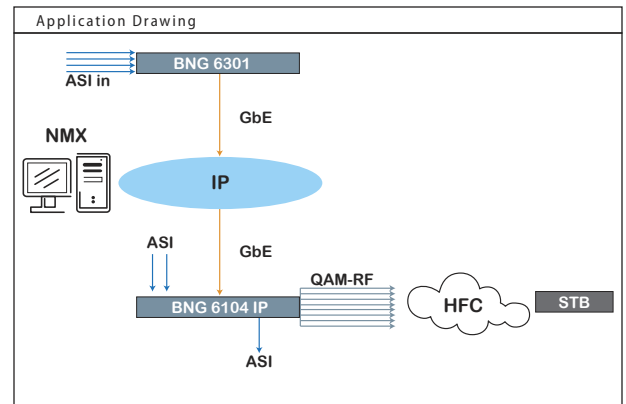 Application Drawing
BNG 6301
ASI in
GbE
NMX
IP
ASI
GbE
QAM-RF
BNG 6104 IP
HFC
STB
ASI